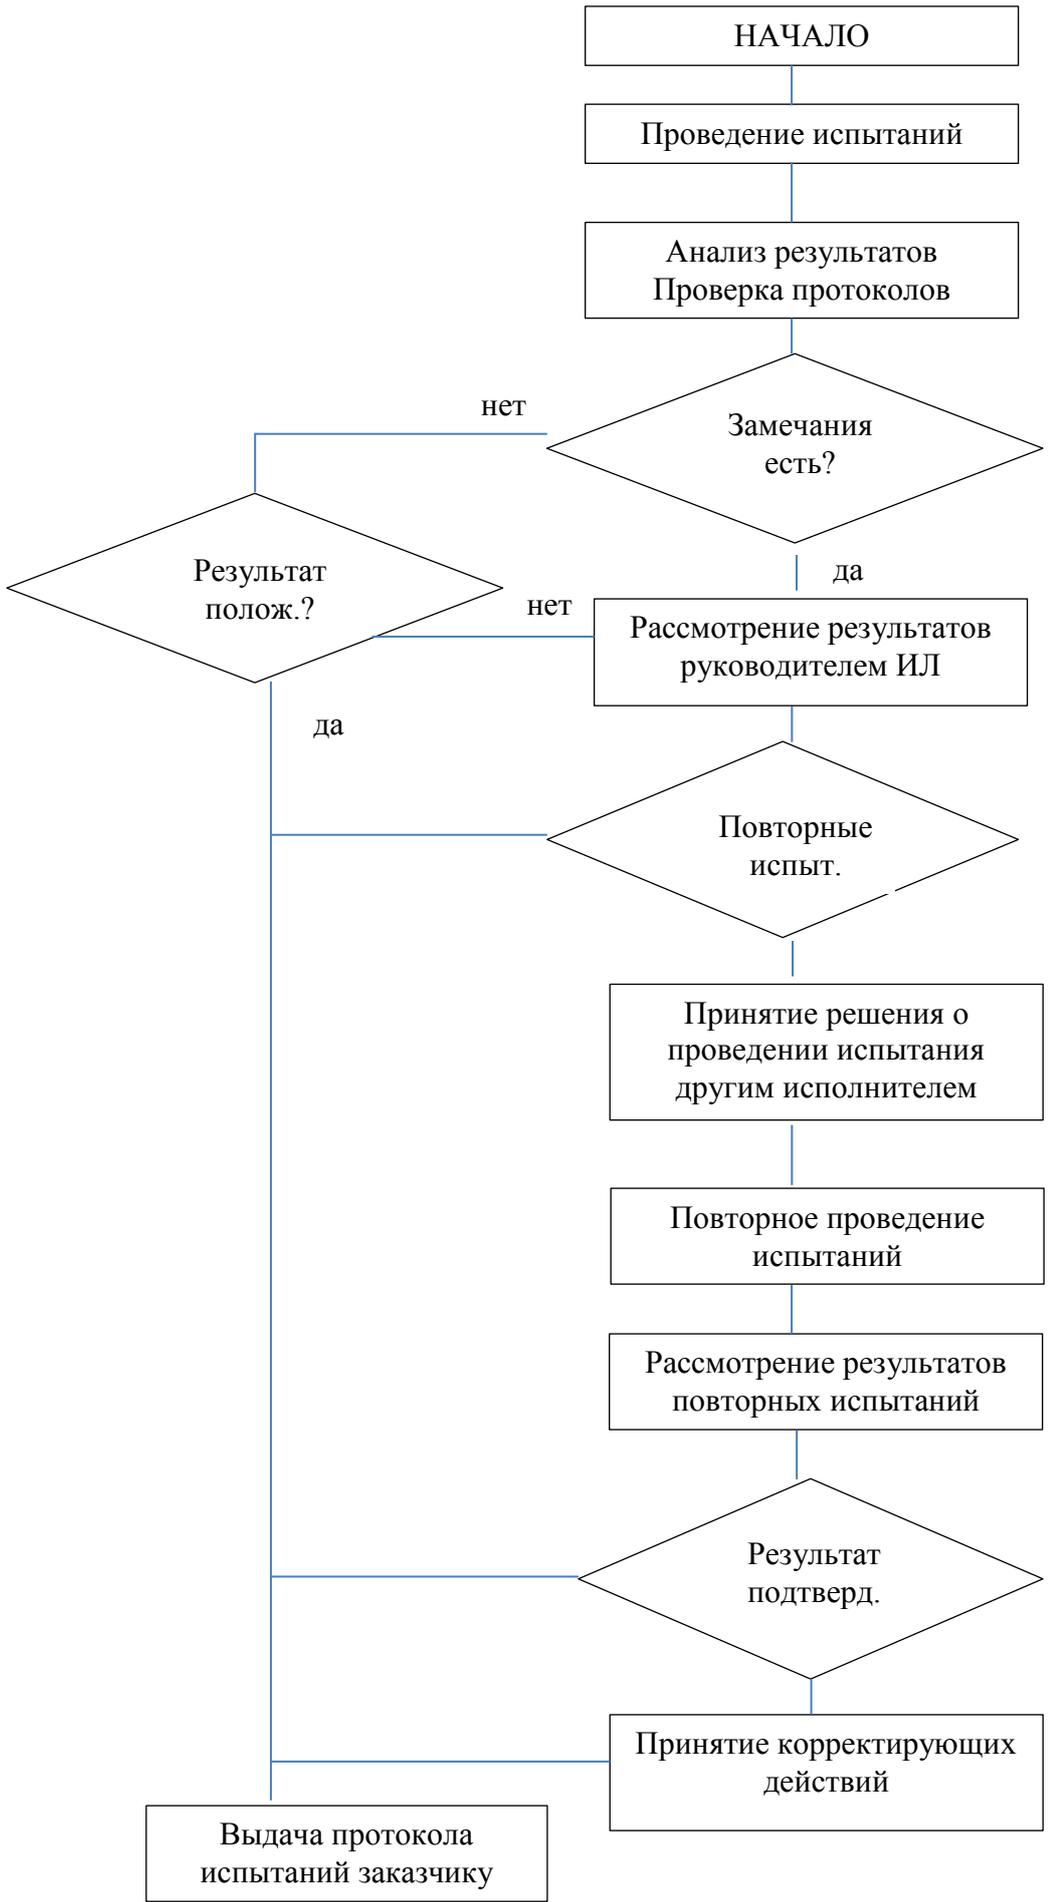 НАЧАЛО
Проведение испытаний
Анализ результатов
Проверка протоколов
нет
Замечания
есть?
Результат
полож.?
да
нет
Рассмотрение результатов
руководителем ИЛ
да
Повторные
испыт.
Принятие решения о
проведении испытания
другим исполнителем
Повторное проведение
испытаний
Рассмотрение результатов
повторных испытаний
Результат
подтверд.
Принятие корректирующих
действий
Выдача протокола
испытаний заказчику